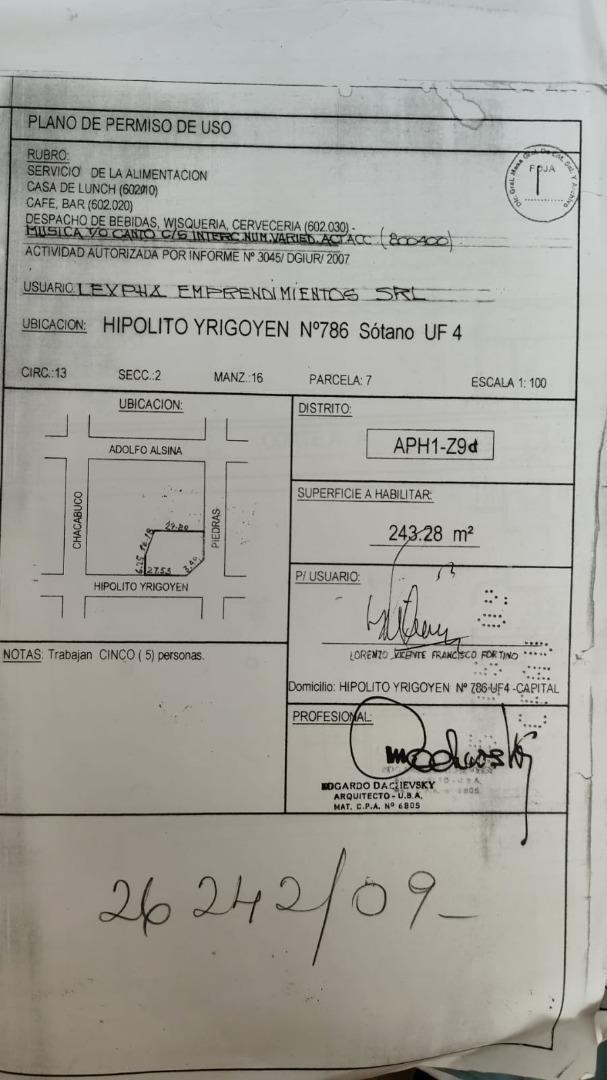 PLANO DE PERMISO DE USO
RUBRO:
SERVICIO DE LA ALIMENTACION
CASA DE LUNCH (602010)
CAFE, BAR (602.020)
DESPACHO DE BEBIDAS, WISQUERIA, CERVECERIA (602.030) -
MUSICA Y/O CANTO C/S INTERC. NUM. VARIED. ACT ACC (800400)
ACTIVIDAD AUTORIZADA POR INFORME Nº 3045/ DGIUR/ 2007
FOJA
USUARIO: LEXPHA EMPRENDIMIENTOS SRL
UBICACION: HIPOLITO YRIGOYEN Nº786 Sótano UF 4
CIRC.:13 SECC.:2 MANZ.:16 PARCELA: 7 ESCALA 1: 100
UBICACION:
ADOLFO ALSINA
CHACABUCO
PIEDRAS
27.53
HIPOLITO YRIGOYEN
NOTAS: Trabajan CINCO ( 5) personas.
DISTRITO:
APH1-Z9d
SUPERFICIE A HABILITAR:
243.28 m²
P/ USUARIO:
LORENZO VICENTE FRANCISCO FORTINO
Domicilio: HIPOLITO YRIGOYEN Nº 786-UF4 -CAPITAL
PROFESIONAL:
EDGARDO DACHEVSKY
ARQUITECTO - U.B.A.
MAT. C.P.A. Nº 6805
26242/09-